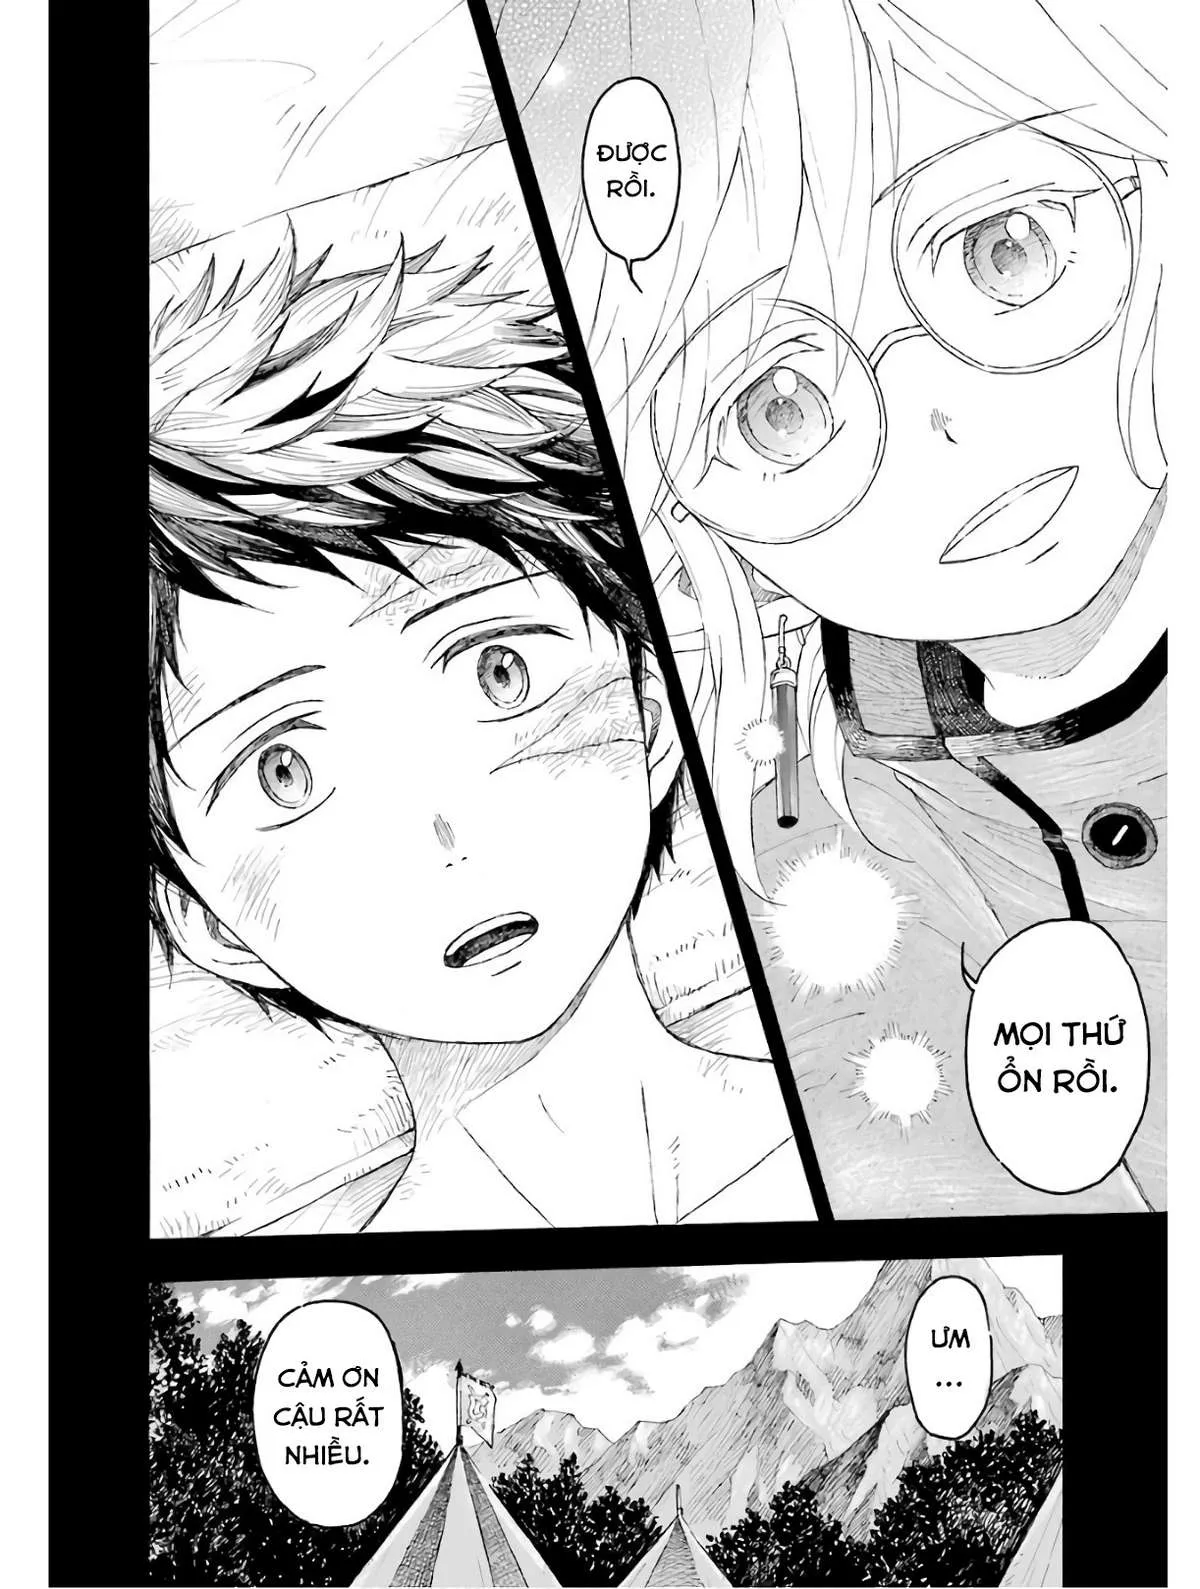 ĐƯỢC
RỒI.
MỌI THỨ
ỔN RỒI.
ƯM
...
CẢM ƠN
CẬU RẤT
NHIỀU.